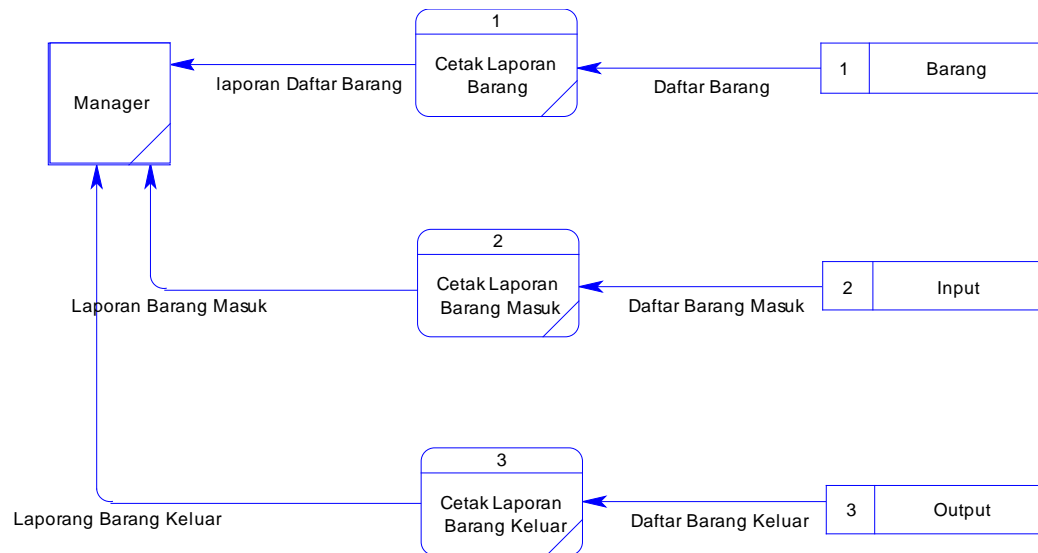 1
Cetak Laporan
Barang
Manager
laporan Daftar Barang
Daftar Barang
1
Barang
2
Cetak Laporan
Barang Masuk
Laporan Barang Masuk
Daftar Barang Masuk
2
Input
3
Cetak Laporan
Barang Keluar
Laporang Barang Keluar
Daftar Barang Keluar
3
Output